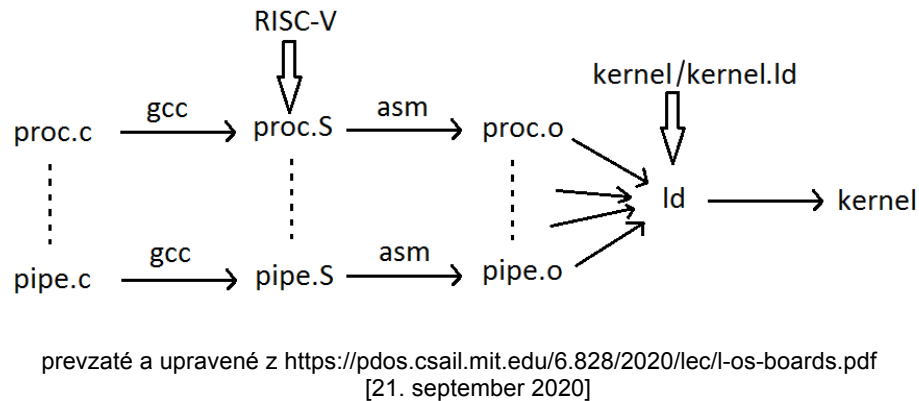 RISC-V
kernel/kernel.ld
gcc
asm
proc.c
proc.S
proc.o
ld
kernel
gcc
asm
pipe.c
pipe.S
pipe.o
prevzaté a upravené z https://pdos.csail.mit.edu/6.828/2020/lec/l-os-boards.pdf
[21. september 2020]